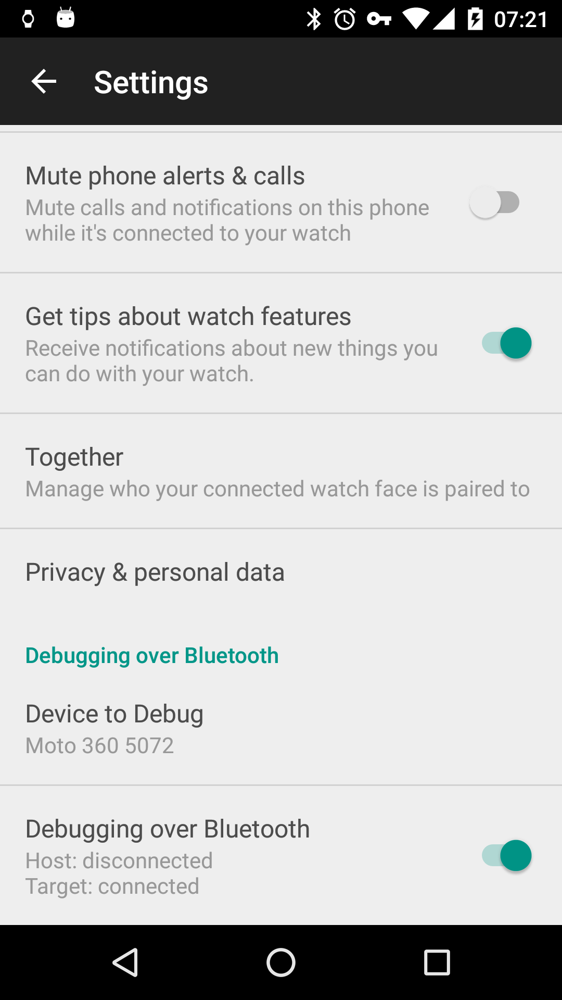 07:21
Settings
Mute phone alerts & calls
Mute calls and notifications on this phone
while it's connected to your watch
Get tips about watch features
Receive notifications about new things you
can do with your watch.
Together
Manage who your connected watch face is paired to
Privacy & personal data
Debugging over Bluetooth
Device to Debug
Moto 360 5072
Debugging over Bluetooth
Host: disconnected
Target: connected